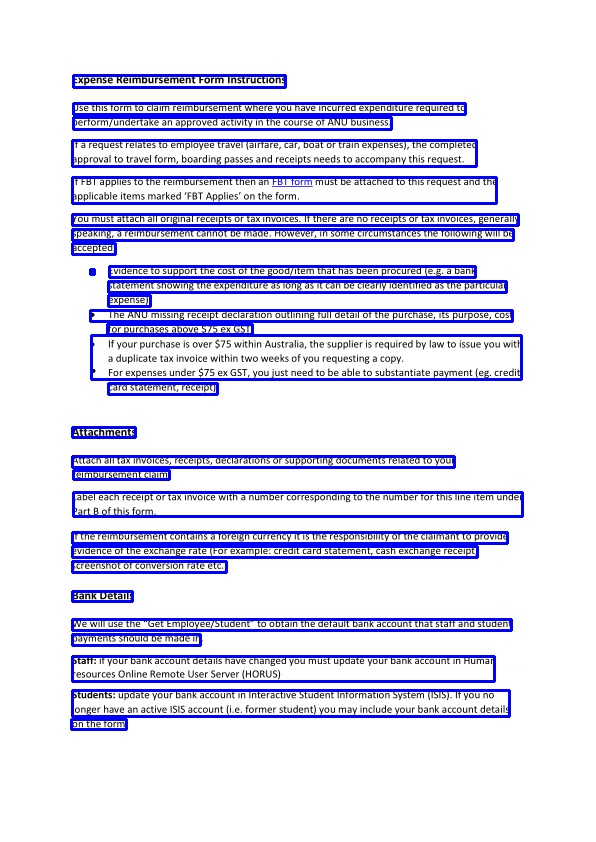 Expense Reimbursement Form Instructions
Use this form to claim reimbursement where you have incurred expenditure required to
perform/undertake an approved activity in the course of ANU business.
If a request relates to employee travel (airfare, car, boat or train expenses), the completed
approval to travel form, boarding passes and receipts needs to accompany this request.
If FBT applies to the reimbursement then an FBT form must be attached to this request and the
applicable items marked ‘FBT Applies’ on the form.
You must attach all original receipts or tax invoices. If there are no receipts or tax invoices, generally
speaking, a reimbursement cannot be made. However, in some circumstances the following will be
accepted
• Evidence to support the cost of the good/item that has been procured (e.g. a bank
statement showing the expenditure as long as it can be clearly identified as the particular
expense)
• The ANU missing receipt declaration outlining full detail of the purchase, its purpose, cost
for purchases above $75 ex GST
• If your purchase is over $75 within Australia, the supplier is required by law to issue you with
a duplicate tax invoice within two weeks of you requesting a copy.
• For expenses under $75 ex GST, you just need to be able to substantiate payment (eg. credit
card statement, receipt)
Attachments
Attach all tax invoices, receipts, declarations or supporting documents related to your
reimbursement claim
Label each receipt or tax invoice with a number corresponding to the number for this line item under
Part B of this form.
If the reimbursement contains a foreign currency it is the responsibility of the claimant to provide
evidence of the exchange rate (For example: credit card statement, cash exchange receipt,
screenshot of conversion rate etc.
Bank Details
We will use the “Get Employee/Student” to obtain the default bank account that staff and student
payments should be made in.
Staff: if your bank account details have changed you must update your bank account in Human
resources Online Remote User Server (HORUS)
Students: update your bank account in Interactive Student Information System (ISIS). If you no
longer have an active ISIS account (i.e. former student) you may include your bank account details
on the form